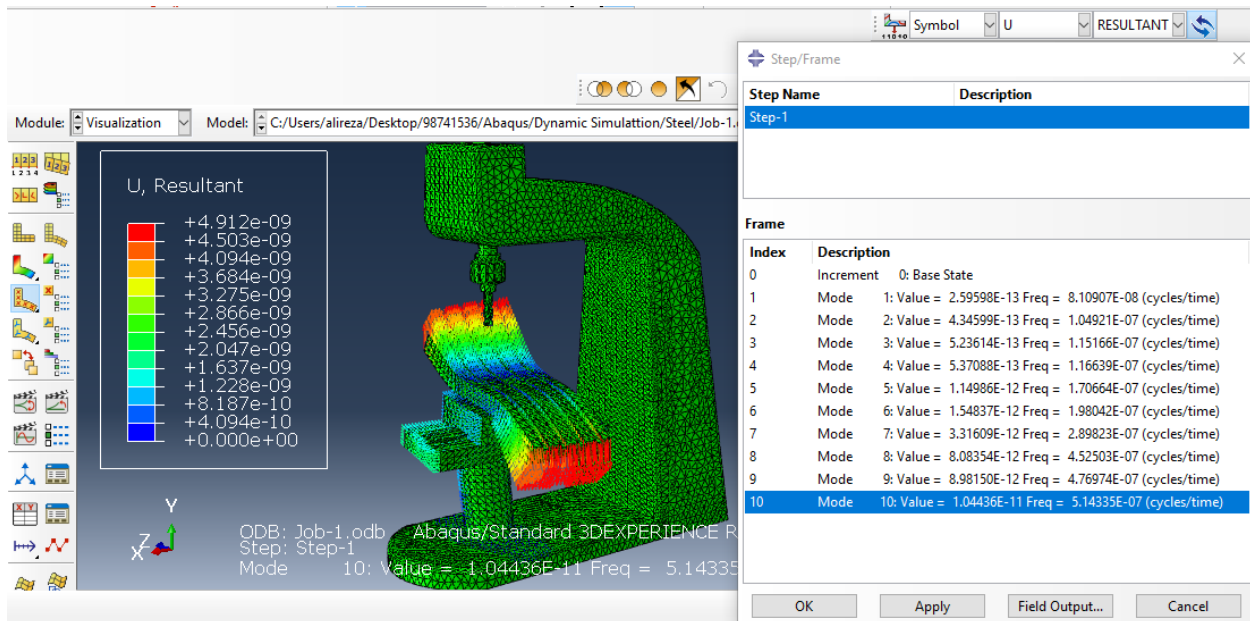 Symbol U RESULTANT
Step/Frame
Module: Visualization Model: C:/Users/alireza/Desktop/98741536/Abaqus/Dynamic Simulattion/Steel/Job-1.
Step Name Description
Step-1
U, Resultant
+4.912e-09
+4.503e-09
+4.094e-09
+3.684e-09
+3.275e-09
+2.866e-09
+2.456e-09
+2.047e-09
+1.637e-09
+1.228e-09
+8.187e-10
+4.094e-10
+0.000e+00
Y
Z
X
ODB: Job-1.odb Abaqus/Standard 3DEXPERIENCE R
Step: Step-1
Mode 10: Value = 1.04436E-11 Freq = 5.14335
Frame
Index Description
0 Increment 0: Base State
1 Mode 1: Value = 2.59598E-13 Freq = 8.10907E-08 (cycles/time)
2 Mode 2: Value = 4.34599E-13 Freq = 1.04921E-07 (cycles/time)
3 Mode 3: Value = 5.23614E-13 Freq = 1.15166E-07 (cycles/time)
4 Mode 4: Value = 5.37088E-13 Freq = 1.16639E-07 (cycles/time)
5 Mode 5: Value = 1.14986E-12 Freq = 1.70664E-07 (cycles/time)
6 Mode 6: Value = 1.54837E-12 Freq = 1.98042E-07 (cycles/time)
7 Mode 7: Value = 3.31609E-12 Freq = 2.89823E-07 (cycles/time)
8 Mode 8: Value = 8.08354E-12 Freq = 4.52503E-07 (cycles/time)
9 Mode 9: Value = 8.98150E-12 Freq = 4.76974E-07 (cycles/time)
10 Mode 10: Value = 1.04436E-11 Freq = 5.14335E-07 (cycles/time)
OK Apply Field Output... Cancel